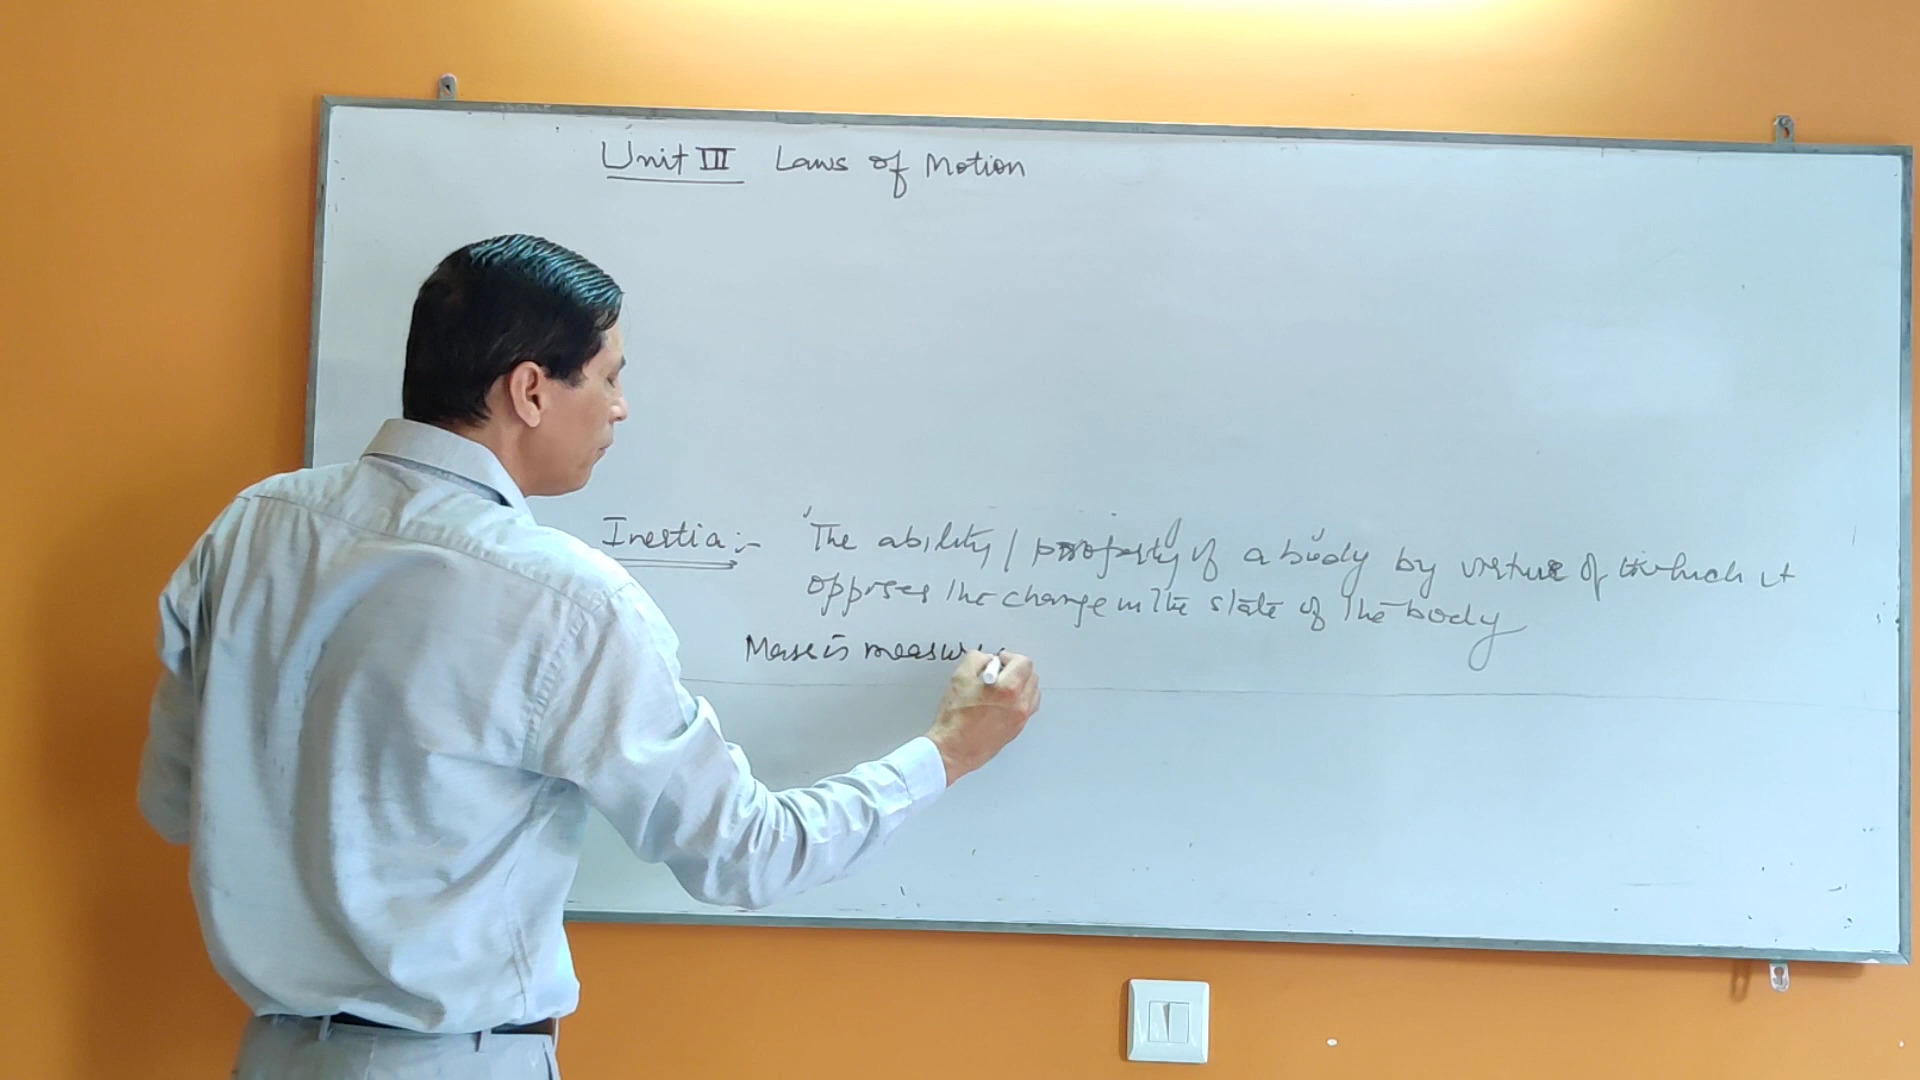 Unit III Laws of Motion
Inertia :- The ability / property of a body by virtue of which it
opposes the change in the state of the body
Mass is measure